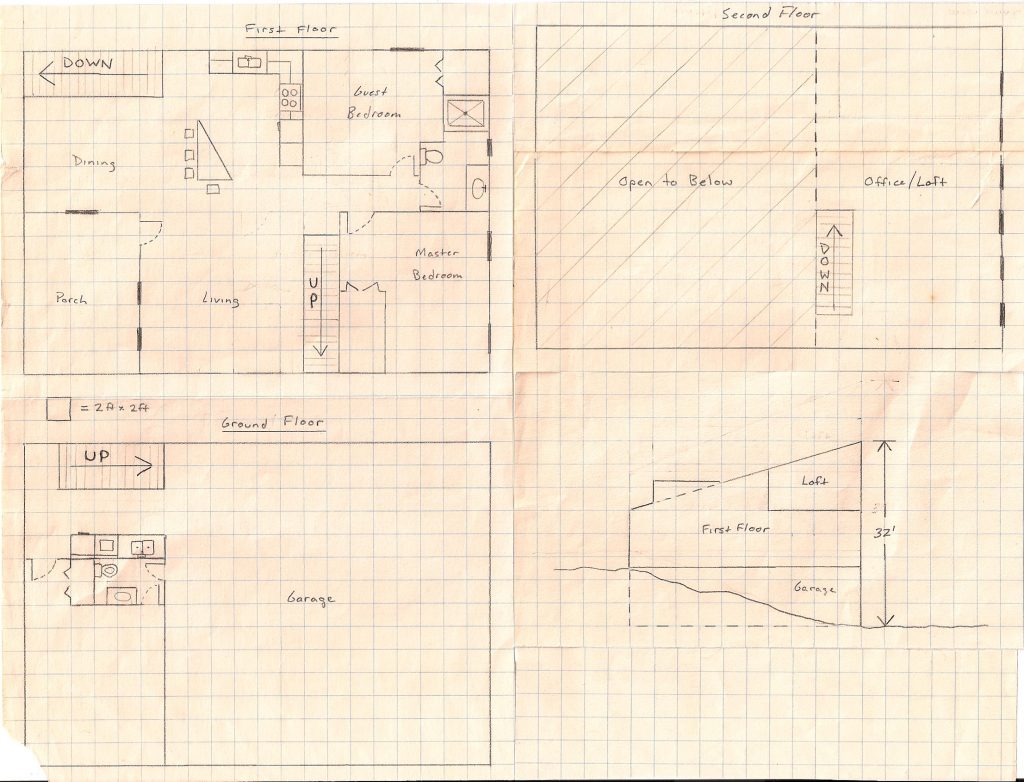 First Floor
DOWN
Guest
Bedroom
Dining
Master
Bedroom
UP
Porch
Living
= 2ft x 2ft
Second Floor
Open to Below
Office/Loft
DOWN
Ground Floor
UP
Garage
Loft
First Floor
32'
Garage